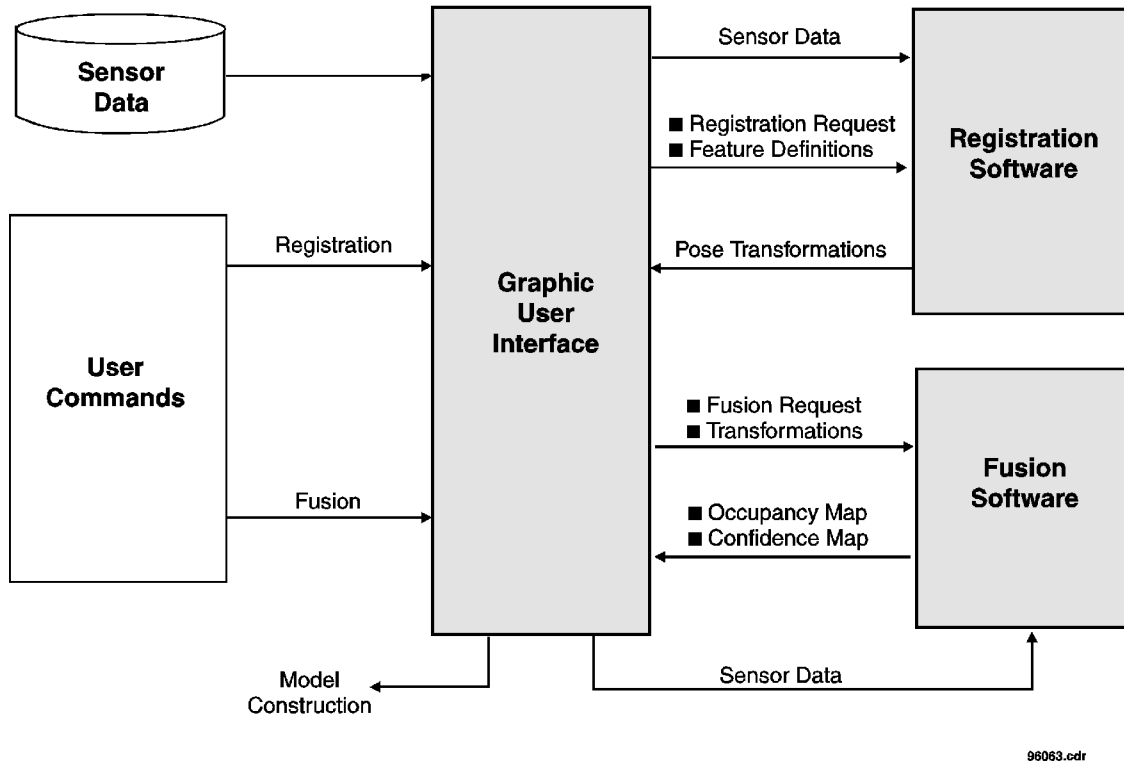 Sensor
Data
Sensor Data
■ Registration Request
■ Feature Definitions
Registration
Software
Registration
Pose Transformations
Graphic
User
Interface
User
Commands
■ Fusion Request
■ Transformations
Fusion
Software
Fusion
■ Occupancy Map
■ Confidence Map
Model
Construction
Sensor Data
96063.cdr